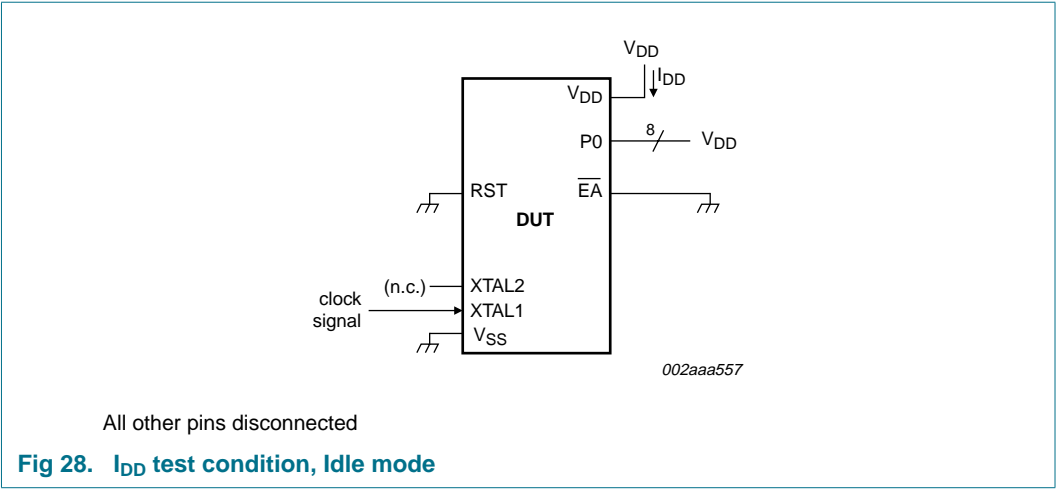 VDD
IDD
VDD
P0
8
VDD
RST
EA
DUT
(n.c.)
XTAL2
clock
signal
XTAL1
VSS
002aaa557
All other pins disconnected
Fig 28. IDD test condition, Idle mode